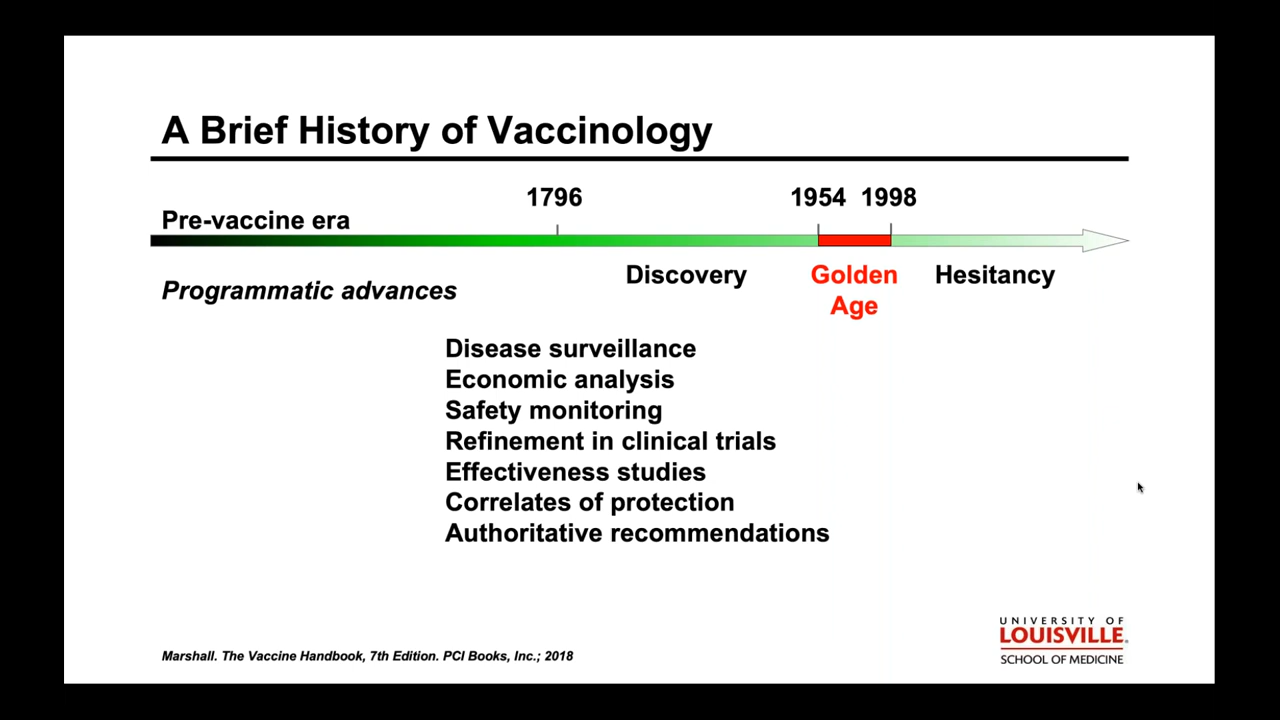 A Brief History of Vaccinology
1796
1954 1998
Pre-vaccine era
Discovery
Golden
Age
Hesitancy
Programmatic advances
Disease surveillance
Economic analysis
Safety monitoring
Refinement in clinical trials
Effectiveness studies
Correlates of protection
Authoritative recommendations
Marshall. The Vaccine Handbook, 7th Edition. PCI Books, Inc.; 2018
UNIVERSITY OF
LOUISVILLE.
SCHOOL OF MEDICINE